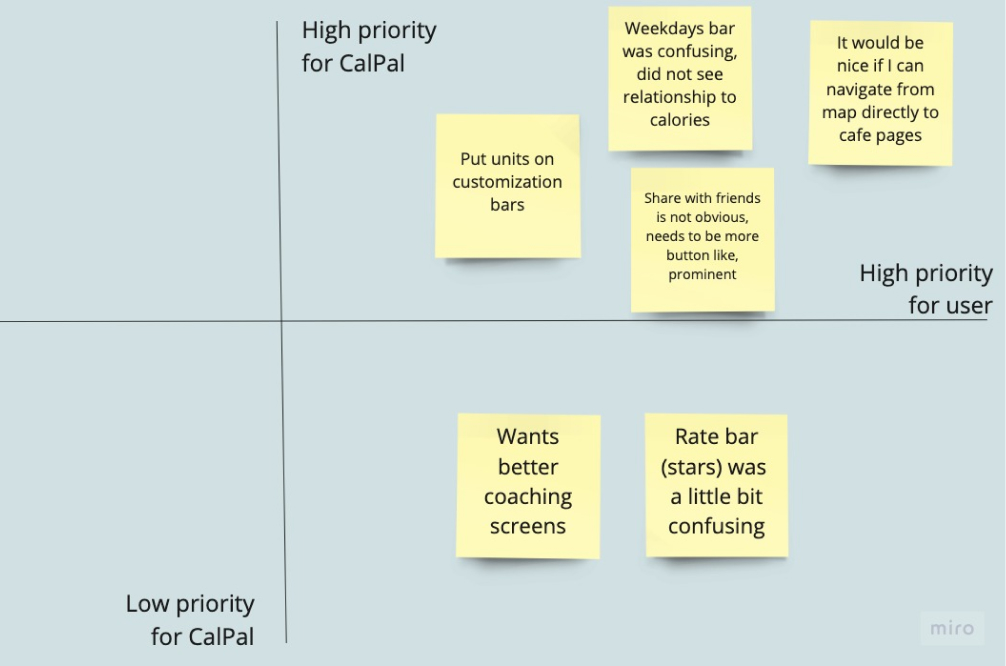 High priority
for CalPal
Weekdays bar
was confusing,
did not see
relationship to
calories
It would be
nice if I can
navigate from
map directly to
cafe pages
Put units on
customization
bars
Share with friends
is not obvious,
needs to be more
button like,
prominent
High priority
for user
Wants
better
coaching
screens
Rate bar
(stars) was
a little bit
confusing
Low priority
for CalPal
miro